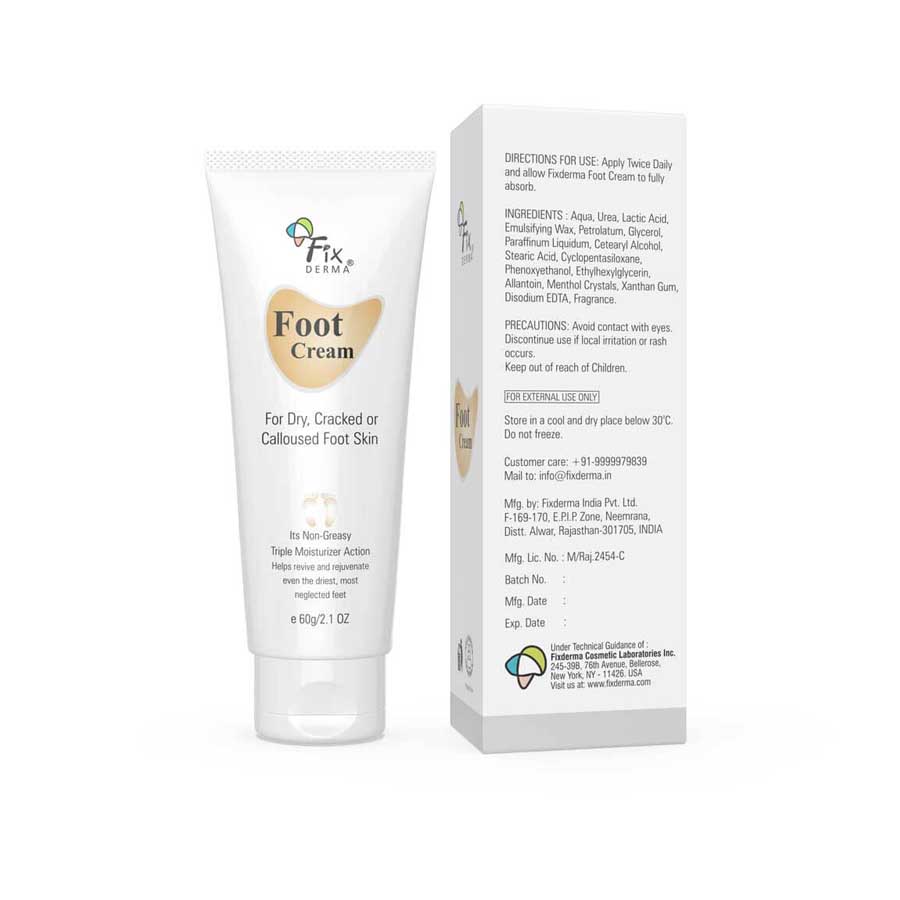 Fix
DERMA®
Foot
Cream
For Dry, Cracked or
Calloused Foot Skin
Its Non-Greasy
Triple Moisturizer Action
Helps revive and rejuvenate
even the driest, most
neglected feet
e 60g/2.1 OZ
Fix
DERMA
Foot
Cream
DIRECTIONS FOR USE: Apply Twice Daily
and allow Fixderma Foot Cream to fully
absorb.
INGREDIENTS : Aqua, Urea, Lactic Acid,
Emulsifying Wax, Petrolatum, Glycerol,
Paraffinum Liquidum, Cetearyl Alcohol,
Stearic Acid, Cyclopentasiloxane,
Phenoxyethanol, Ethylhexylglycerin,
Allantoin, Menthol Crystals, Xanthan Gum,
Disodium EDTA, Fragrance.
PRECAUTIONS: Avoid contact with eyes.
Discontinue use if local irritation or rash
occurs.
Keep out of reach of Children.
FOR EXTERNAL USE ONLY
Store in a cool and dry place below 30°C.
Do not freeze.
Customer care: +91-9999979839
Mail to: info@fixderma.in
Mfg. by: Fixderma India Pvt. Ltd.
F-169-170, E.P.I.P. Zone, Neemrana,
Distt. Alwar, Rajasthan-301705, INDIA
Mfg. Lic. No. : M/Raj.2454-C
Batch No. :
Mfg. Date :
Exp. Date :
Under Technical Guidance of :
Fixderma Cosmetic Laboratories Inc.
245-39B, 76th Avenue, Bellerose,
New York, NY - 11426. USA
Visit us at: www.fixderma.com